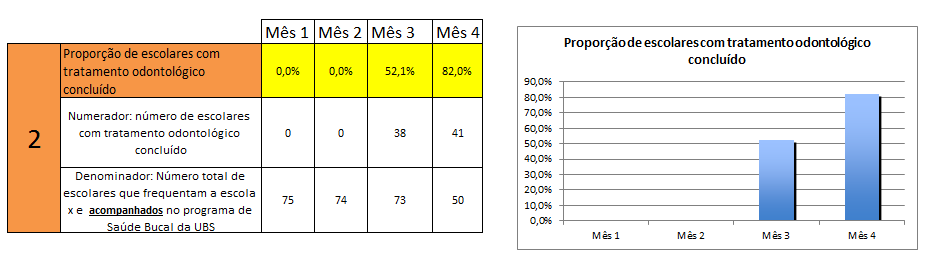 Mês 1 Mês 2 Mês 3 Mês 4
2
Proporção de escolares com
tratamento odontológico
concluído
0,0% 0,0% 52,1% 82,0%
Numerador: número de escolares
com tratamento odontológico
concluído
0 0 38 41
Denominador: Número total de
escolares que frequentam a escola
x e acompanhados no programa de
Saúde Bucal da UBS
75 74 73 50
Proporção de escolares com tratamento odontológico
concluído
90,0%
80,0%
70,0%
60,0%
50,0%
40,0%
30,0%
20,0%
10,0%
0,0%
Mês 1 Mês 2 Mês 3 Mês 4